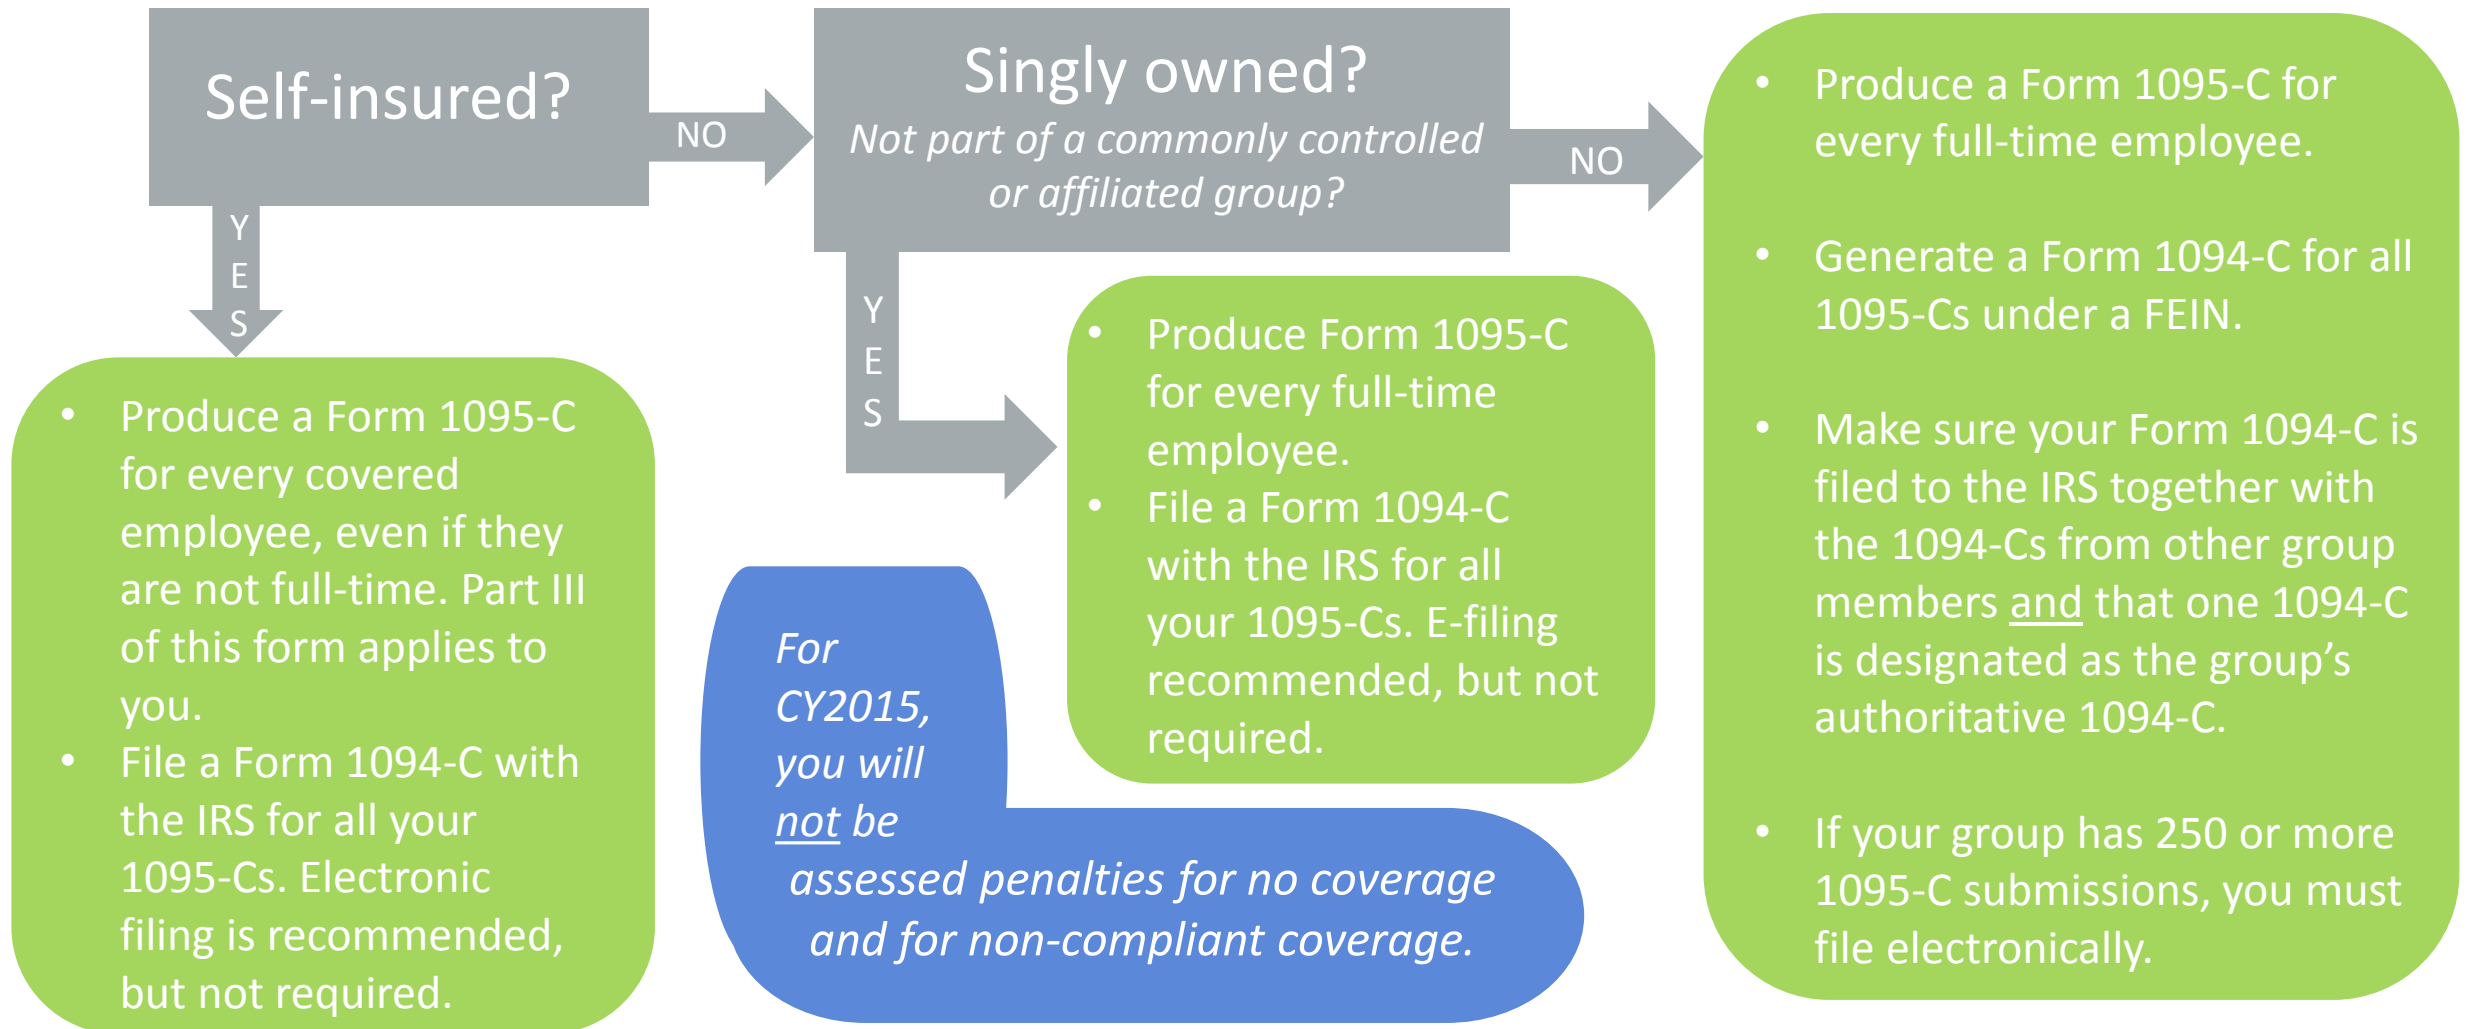 Self-insured?
NO
YES
Singly owned?
Not part of a commonly controlled
or affiliated group?
NO
YES
• Produce a Form 1095-C
for every covered
employee, even if they
are not full-time. Part III
of this form applies to
you.
• File a Form 1094-C with
the IRS for all your
1095-Cs. Electronic
filing is recommended,
but not required.
• Produce Form 1095-C
for every full-time
employee.
• File a Form 1094-C
with the IRS for all
your 1095-Cs. E-filing
recommended, but not
required.
For
CY2015,
you will
not be
assessed penalties for no coverage
and for non-compliant coverage.
• Produce a Form 1095-C for
every full-time employee.
• Generate a Form 1094-C for all
1095-Cs under a FEIN.
• Make sure your Form 1094-C is
filed to the IRS together with
the 1094-Cs from other group
members and that one 1094-C
is designated as the group’s
authoritative 1094-C.
• If your group has 250 or more
1095-C submissions, you must
file electronically.